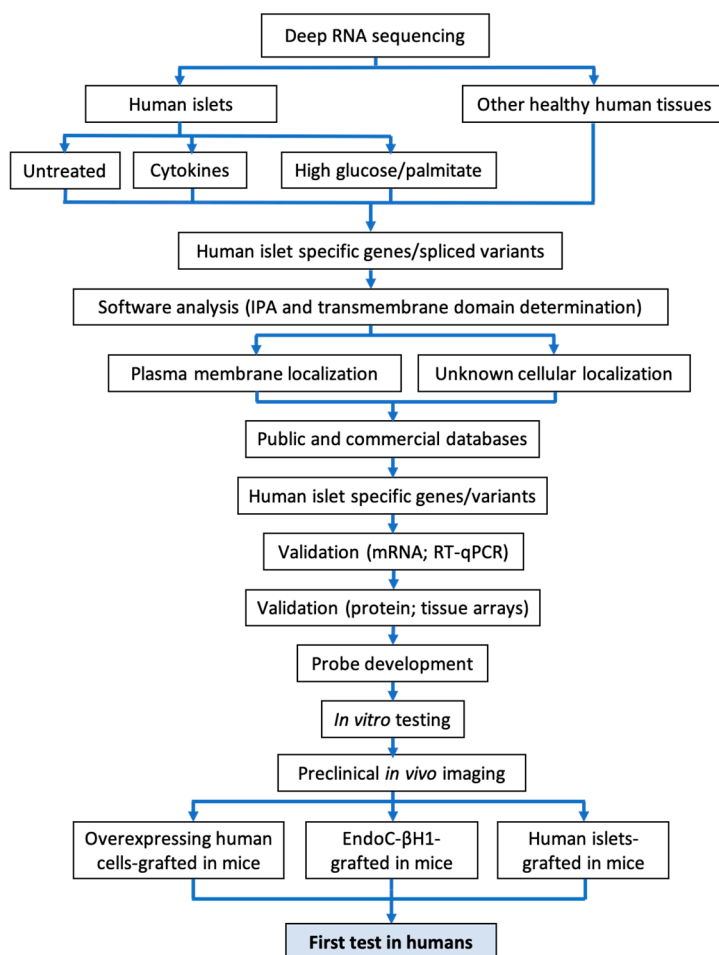 Deep RNA sequencing
Human islets
Other healthy human tissues
Untreated
Cytokines
High glucose/palmitate
Human islet specific genes/spliced variants
Software analysis (IPA and transmembrane domain determination)
Plasma membrane localization
Unknown cellular localization
Public and commercial databases
Human islet specific genes/variants
Validation (mRNA; RT-qPCR)
Validation (protein; tissue arrays)
Probe development
In vitro testing
Preclinical in vivo imaging
Overexpressing human
cells-grafted in mice
EndoC-βH1-
grafted in mice
Human islets-
grafted in mice
First test in humans